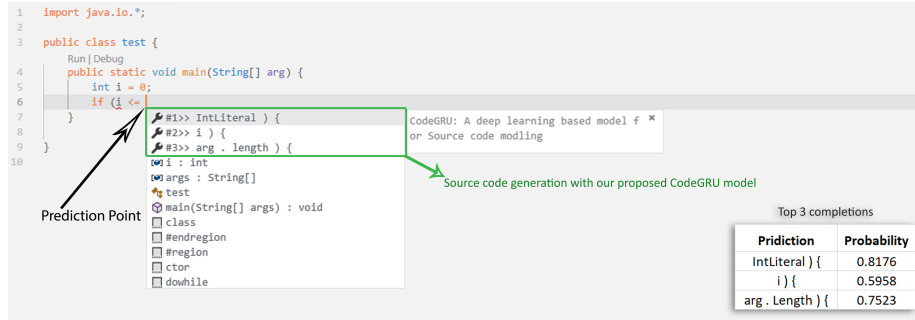 1 import java.io.*;
2
3 public class test {
Run | Debug
4 public static void main(String[] arg) {
5 int i = 0;
6 if (i <=
7 }
8
9 }
10
#1>> IntLiteral ) {
#2>> i ) {
#3>> arg . length ) {
i : int
args : String[]
test
main(String[] args) : void
class
#endregion
#region
ctor
dowhile
CodeGRU: A deep learning based model f
or Source code modling
Source code generation with our proposed CodeGRU model
Prediction Point
Top 3 completions
Pridiction Probability
IntLiteral ) { 0.8176
i ) { 0.5958
arg . Length ) { 0.7523